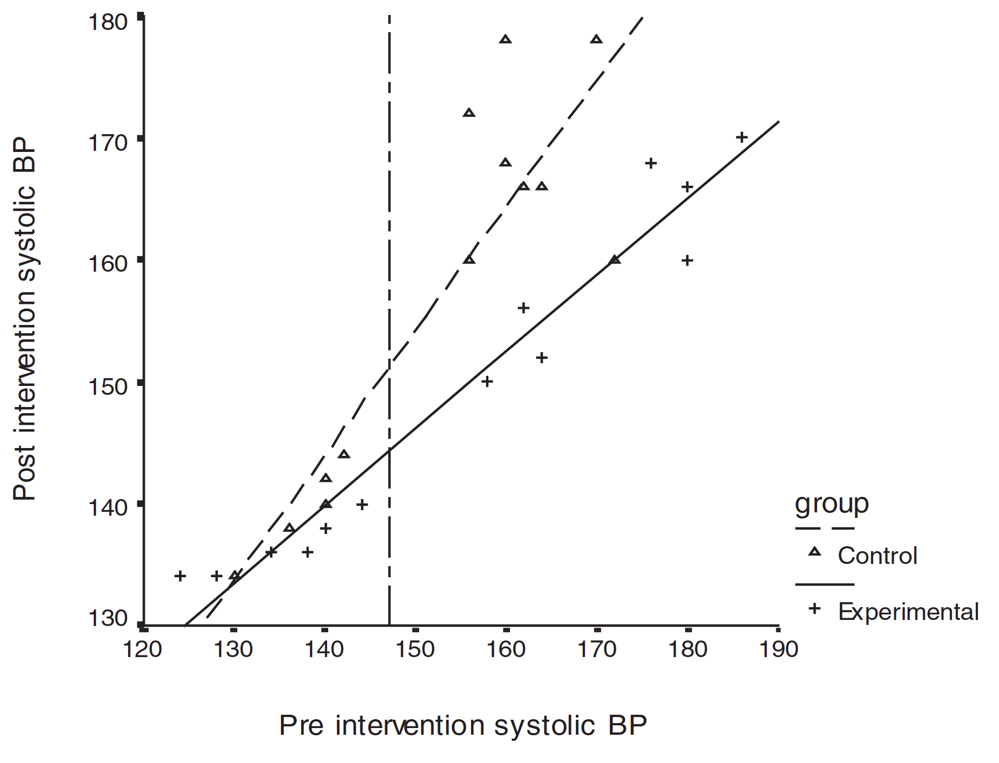 180
170
160
150
140
130
120 130 140 150 160 170 180 190
Post intervention systolic BP
Pre intervention systolic BP
group
Control
Experimental